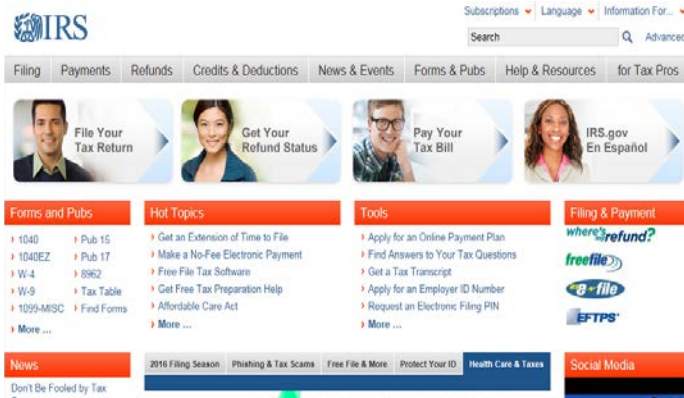 Subscriptions Language Information For...
IRS
Search Advanced
Filing Payments Refunds Credits & Deductions News & Events Forms & Pubs Help & Resources for Tax Pros
File Your
Tax Return
Get Your
Refund Status
Pay Your
Tax Bill
IRS.gov
En Español
Forms and Pubs
1040
1040EZ
W-4
W-9
1099-MISC
More ...
Pub 15
Pub 17
8962
Tax Table
Find Forms
Hot Topics
Get an Extension of Time to File
Make a No-Fee Electronic Payment
Free File Tax Software
Get Free Tax Preparation Help
Affordable Care Act
More ...
Tools
Apply for an Online Payment Plan
Find Answers to Your Tax Questions
Get a Tax Transcript
Apply for an Employer ID Number
Request an Electronic Filing PIN
More ...
Filing & Payment
where's my refund?
freefile
e-file
EFTPS
News
Don't Be Fooled by Tax
2016 Filing Season Phishing & Tax Scams Free File & More Protect Your ID Health Care & Taxes
Social Media